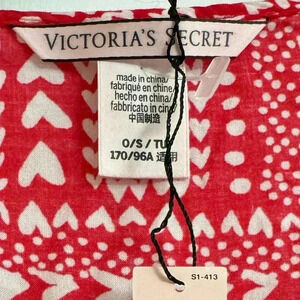 VICTORIA'S SECRET
made in china/
fabriqué en chine/
hecho en china/
fabbricato in cina/
中国制造
O/S / TU
170/96A 适用
S1-413